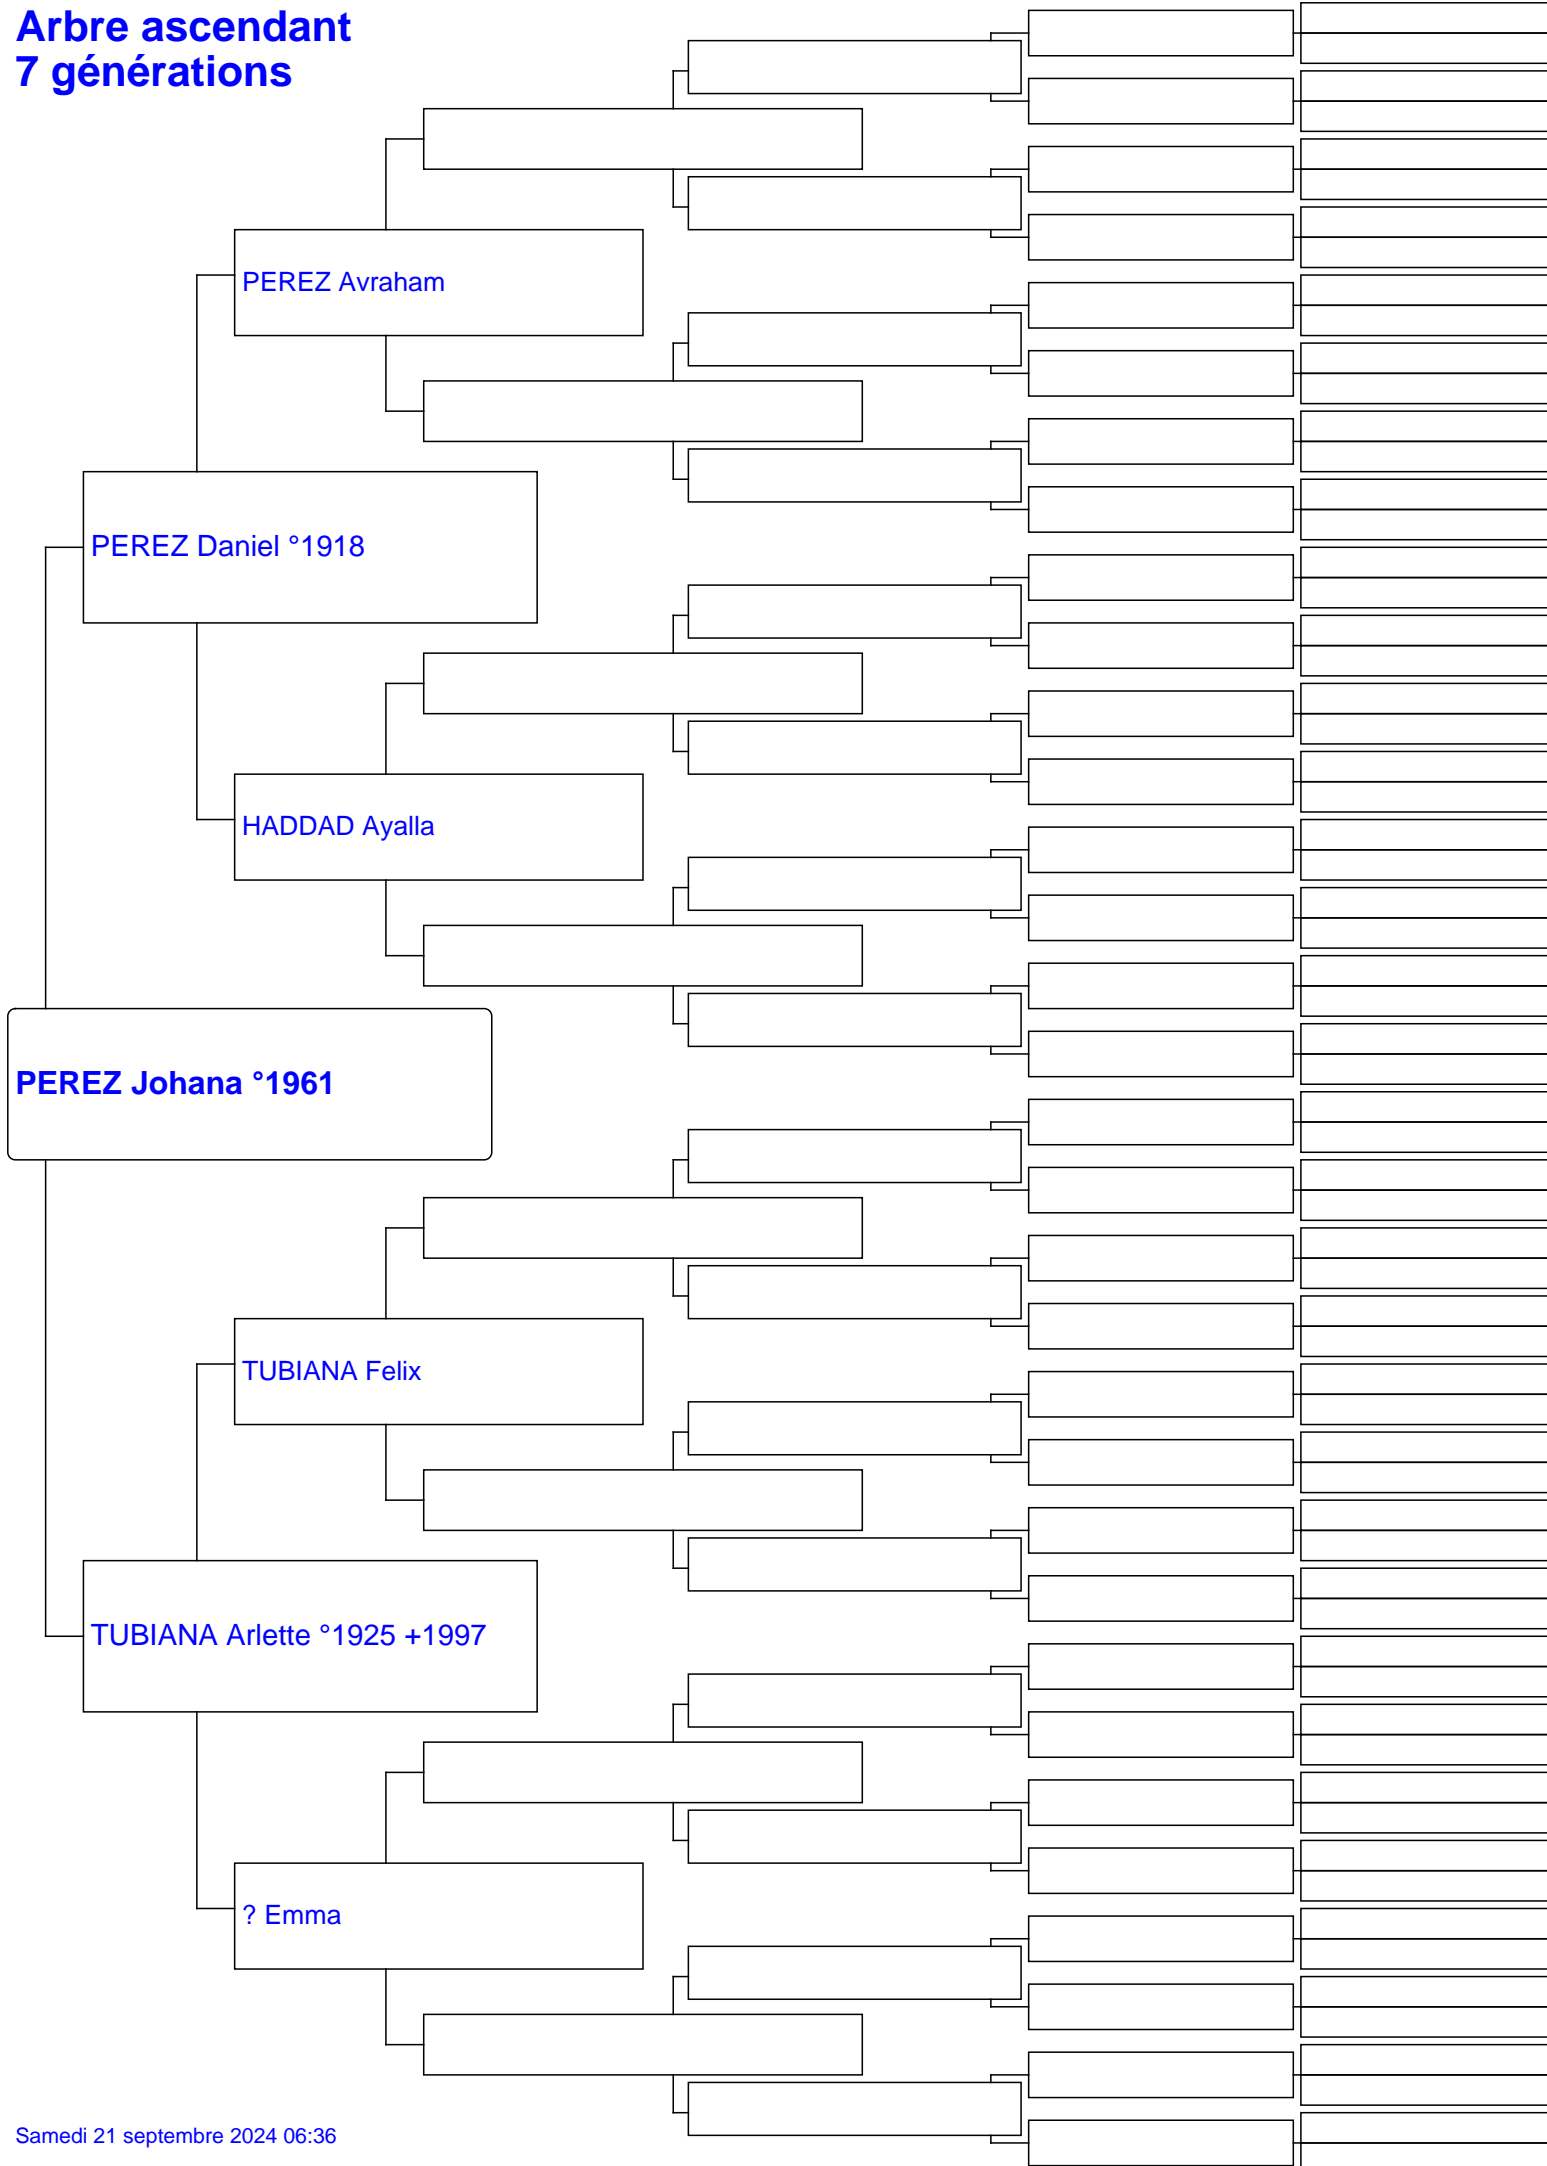 Arbre ascendant
7 générations
PEREZ Avraham
PEREZ Daniel °1918
HADDAD Ayalla
PEREZ Johana °1961
TUBIANA Felix
TUBIANA Arlette °1925 +1997
? Emma
Samedi 21 septembre 2024 06:36